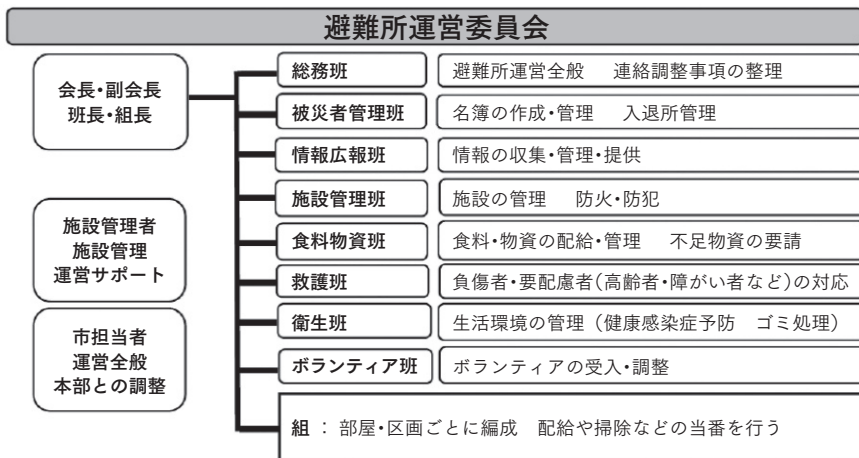 避難所運営委員会
会長・副会長
班長・組長
総務班
避難所運営全般　連絡調整事項の整理
被災者管理班
名簿の作成・管理　入退所管理
情報広報班
情報の収集・管理・提供
施設管理班
施設の管理　防火・防犯
施設管理者
施設管理
運営サポート
食料物資班
食料・物資の配給・管理　不足物資の要請
救護班
負傷者・要配慮者(高齢者・障がい者など)の対応
衛生班
生活環境の管理（健康感染症予防　ゴミ処理）
市担当者
運営全般
本部との調整
ボランティア班
ボランティアの受入・調整
組 ： 部屋・区画ごとに編成　配給や掃除などの当番を行う